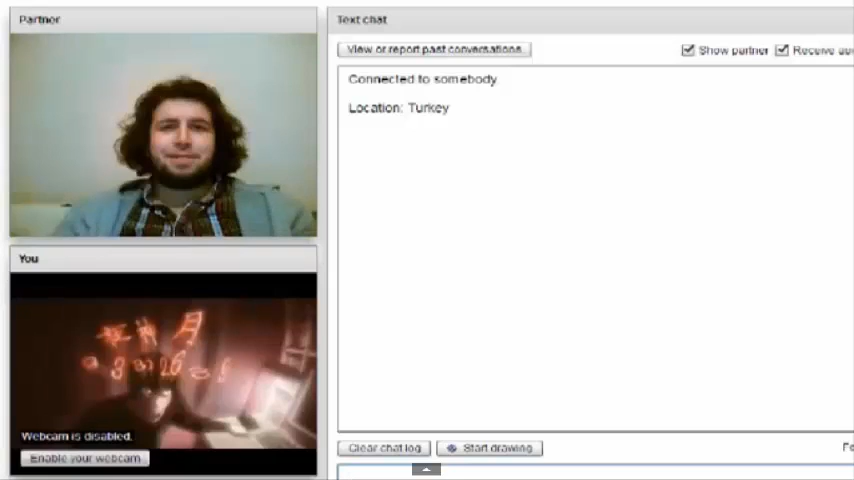 Partner
Text chat
View or report past conversations
Show partner
Receive
Connected to somebody.
Location: Turkey
You
Webcam is disabled.
Enable your webcam
Clear chat log
Start drawing